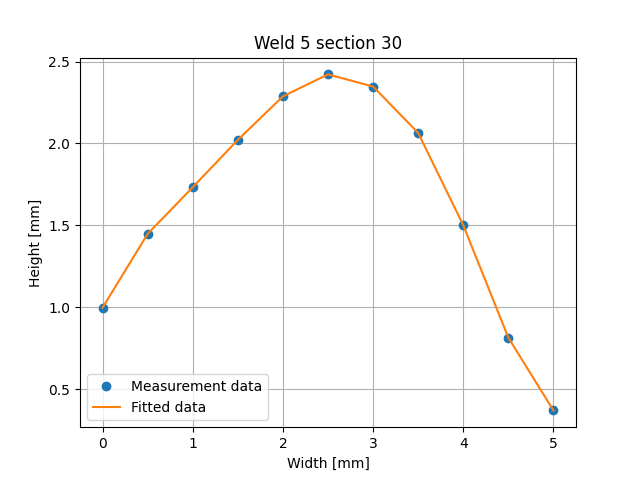 Weld 5 section 30
2.5
2.0
1.5
1.0
0.5
Height [mm]
Measurement data
Fitted data
0 1 2 3 4 5
Width [mm]